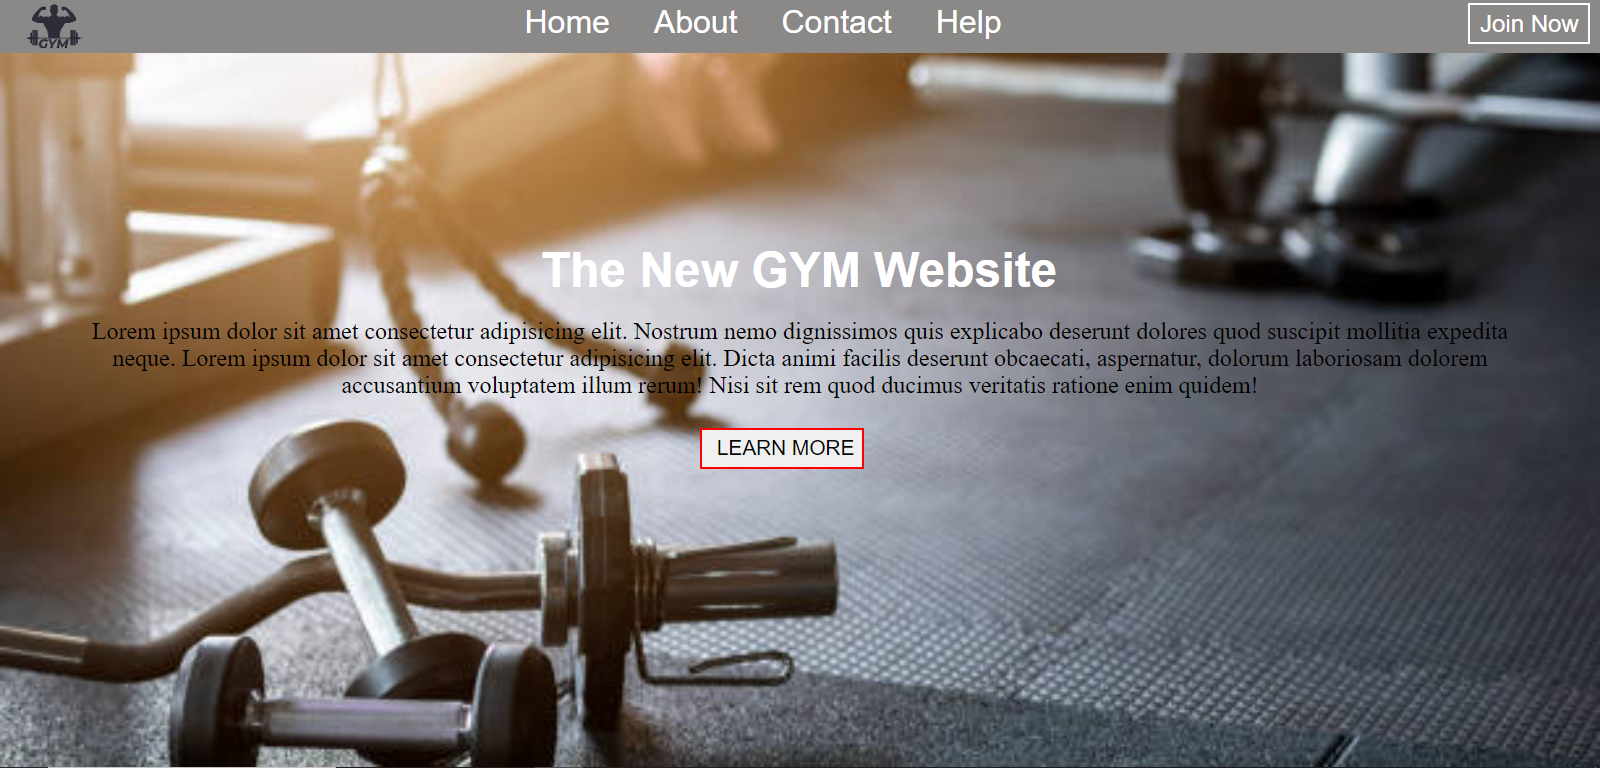 GYM
Home About Contact Help
Join Now
The New GYM Website
Lorem ipsum dolor sit amet consectetur adipisicing elit. Nostrum nemo dignissimos quis explicabo deserunt dolores quod suscipit mollitia expedita
neque. Lorem ipsum dolor sit amet consectetur adipisicing elit. Dicta animi facilis deserunt obcaecati, aspernatur, dolorum laboriosam dolorem
accusantium voluptatem illum rerum! Nisi sit rem quod ducimus veritatis ratione enim quidem!
LEARN MORE